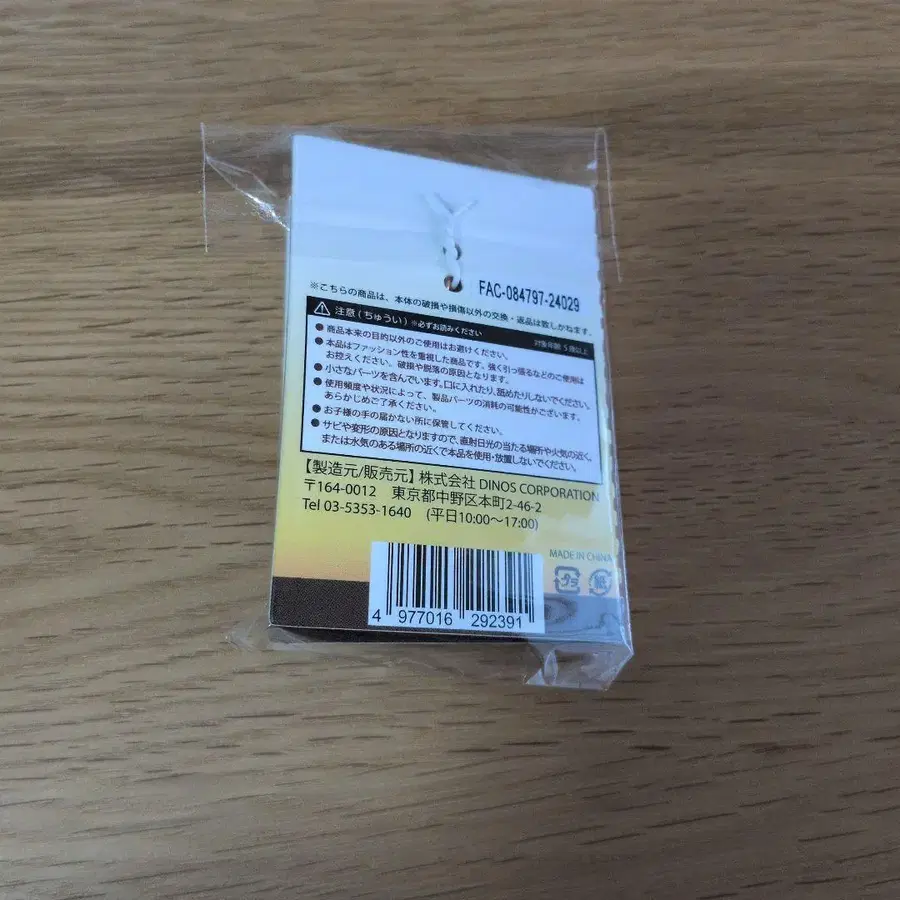 FAC-084797-24029
※こちらの商品は、本体の破損や損傷以外の交換・返品は致しかねます。
注意(ちゅうい) ※必ずお読みください 対象年齢 5歳以上
● 商品本来の目的以外のご使用はお避けください。
● 本品はファッション性を重視した商品です。強く引っ張るなどのご使用は
お控えください。破損や脱落の原因となります。
● 小さなパーツを含んでいます。口に入れたり、舐めたりしないでください。
● 使用頻度や状況によって、製品パーツの消耗の可能性がございます。
あらかじめご了承ください。
● お子様の手の届かない所に保管してください。
● サビや変形の原因となりますので、直射日光の当たる場所や火気の近く、
または水気のある場所の近くで本品を使用・放置しないでください。
【製造元/販売元】株式会社 DINOS CORPORATION
〒164-0012 東京都中野区本町2-46-2
Tel 03-5353-1640 (平日10:00〜17:00)
MADE IN CHINA
プラ 紙
4 977016 292391